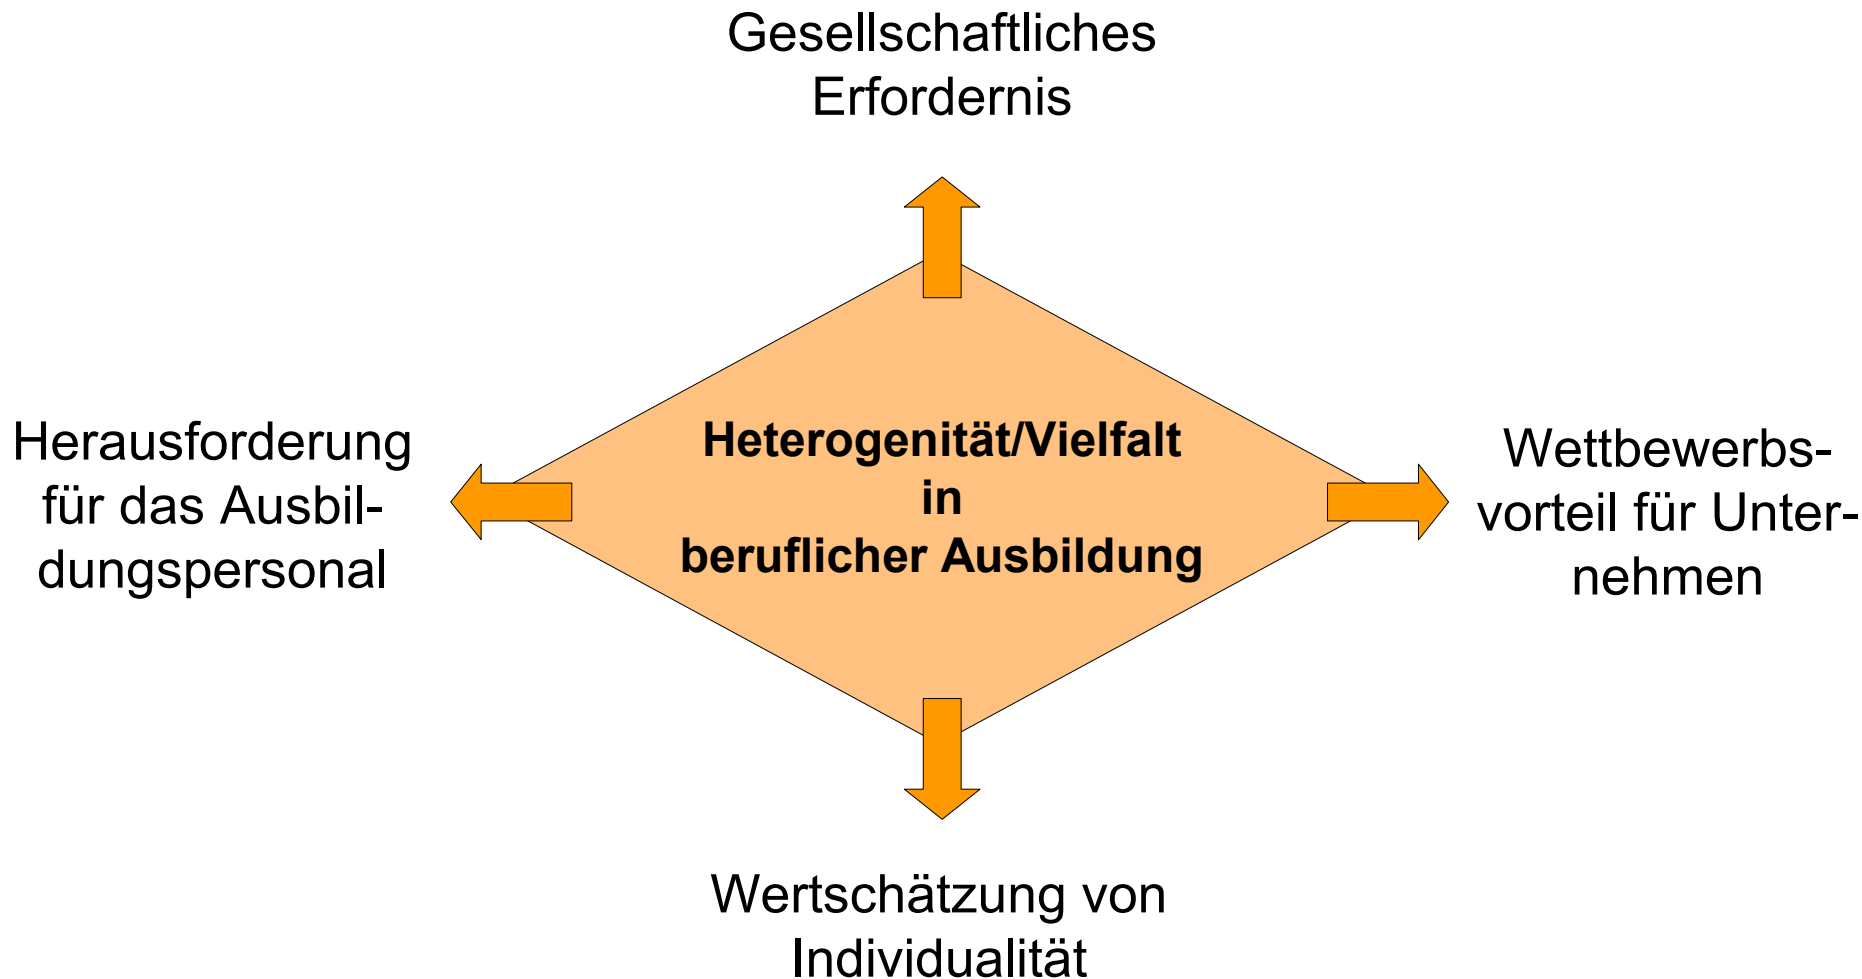 Gesellschaftliches
Erfordernis
Herausforderung
für das Ausbil-
dungspersonal
Heterogenität/Vielfalt
in
beruflicher Ausbildung
Wettbewerbs-
vorteil für Unter-
nehmen
Wertschätzung von
Individualität